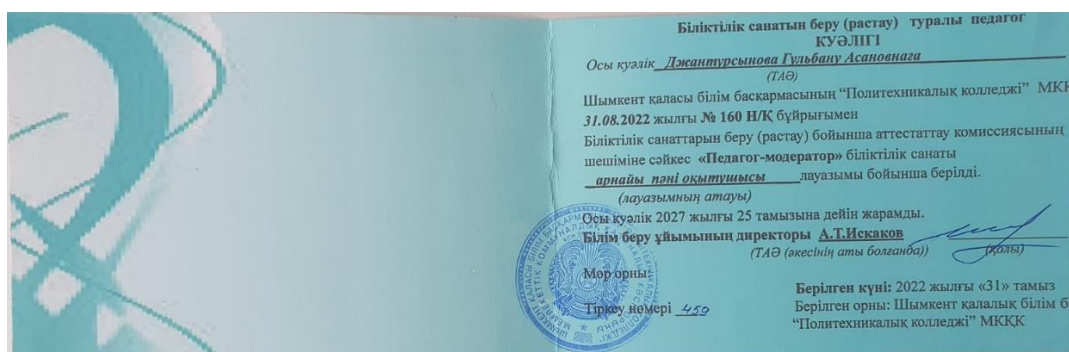 Біліктілік санатын беру (растау) туралы педагог
КУӘЛІГІ
Осы куәлік Джантурсынова Гульбану Асановнаға
(ТАӘ)
Шымкент қаласы білім басқармасының “Политехникалық колледжі” МКҚ
31.08.2022 жылғы № 160 Н/Қ бұйрығымен
Біліктілік санаттарын беру (растау) бойынша аттестаттау комиссиясының
шешіміне сәйкес «Педагог-модератор» біліктілік санаты
арнайы пәні оқытушысы лауазымы бойынша берілді.
(лауазымның атауы)
Осы куәлік 2027 жылғы 25 тамызына дейін жарамды.
Білім беру ұйымының директоры А.Т.Искаков
(ТАӘ (әкесінің аты болғанда)) (қолы)
Мөр орны:
Тіркеу нөмері 459
Берілген күні: 2022 жылғы «31» тамыз
Берілген орны: Шымкент қалалық білім б
“Политехникалық колледжі” МКҚК